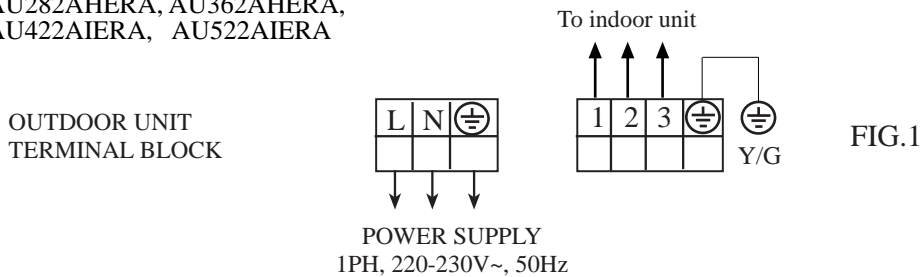 AU282AHERA, AU362AHERA,
AU422AIERA, AU522AIERA
To indoor unit
OUTDOOR UNIT
TERMINAL BLOCK
L N
1 2 3
Y/G
FIG.1
POWER SUPPLY
1PH, 220-230V~, 50Hz